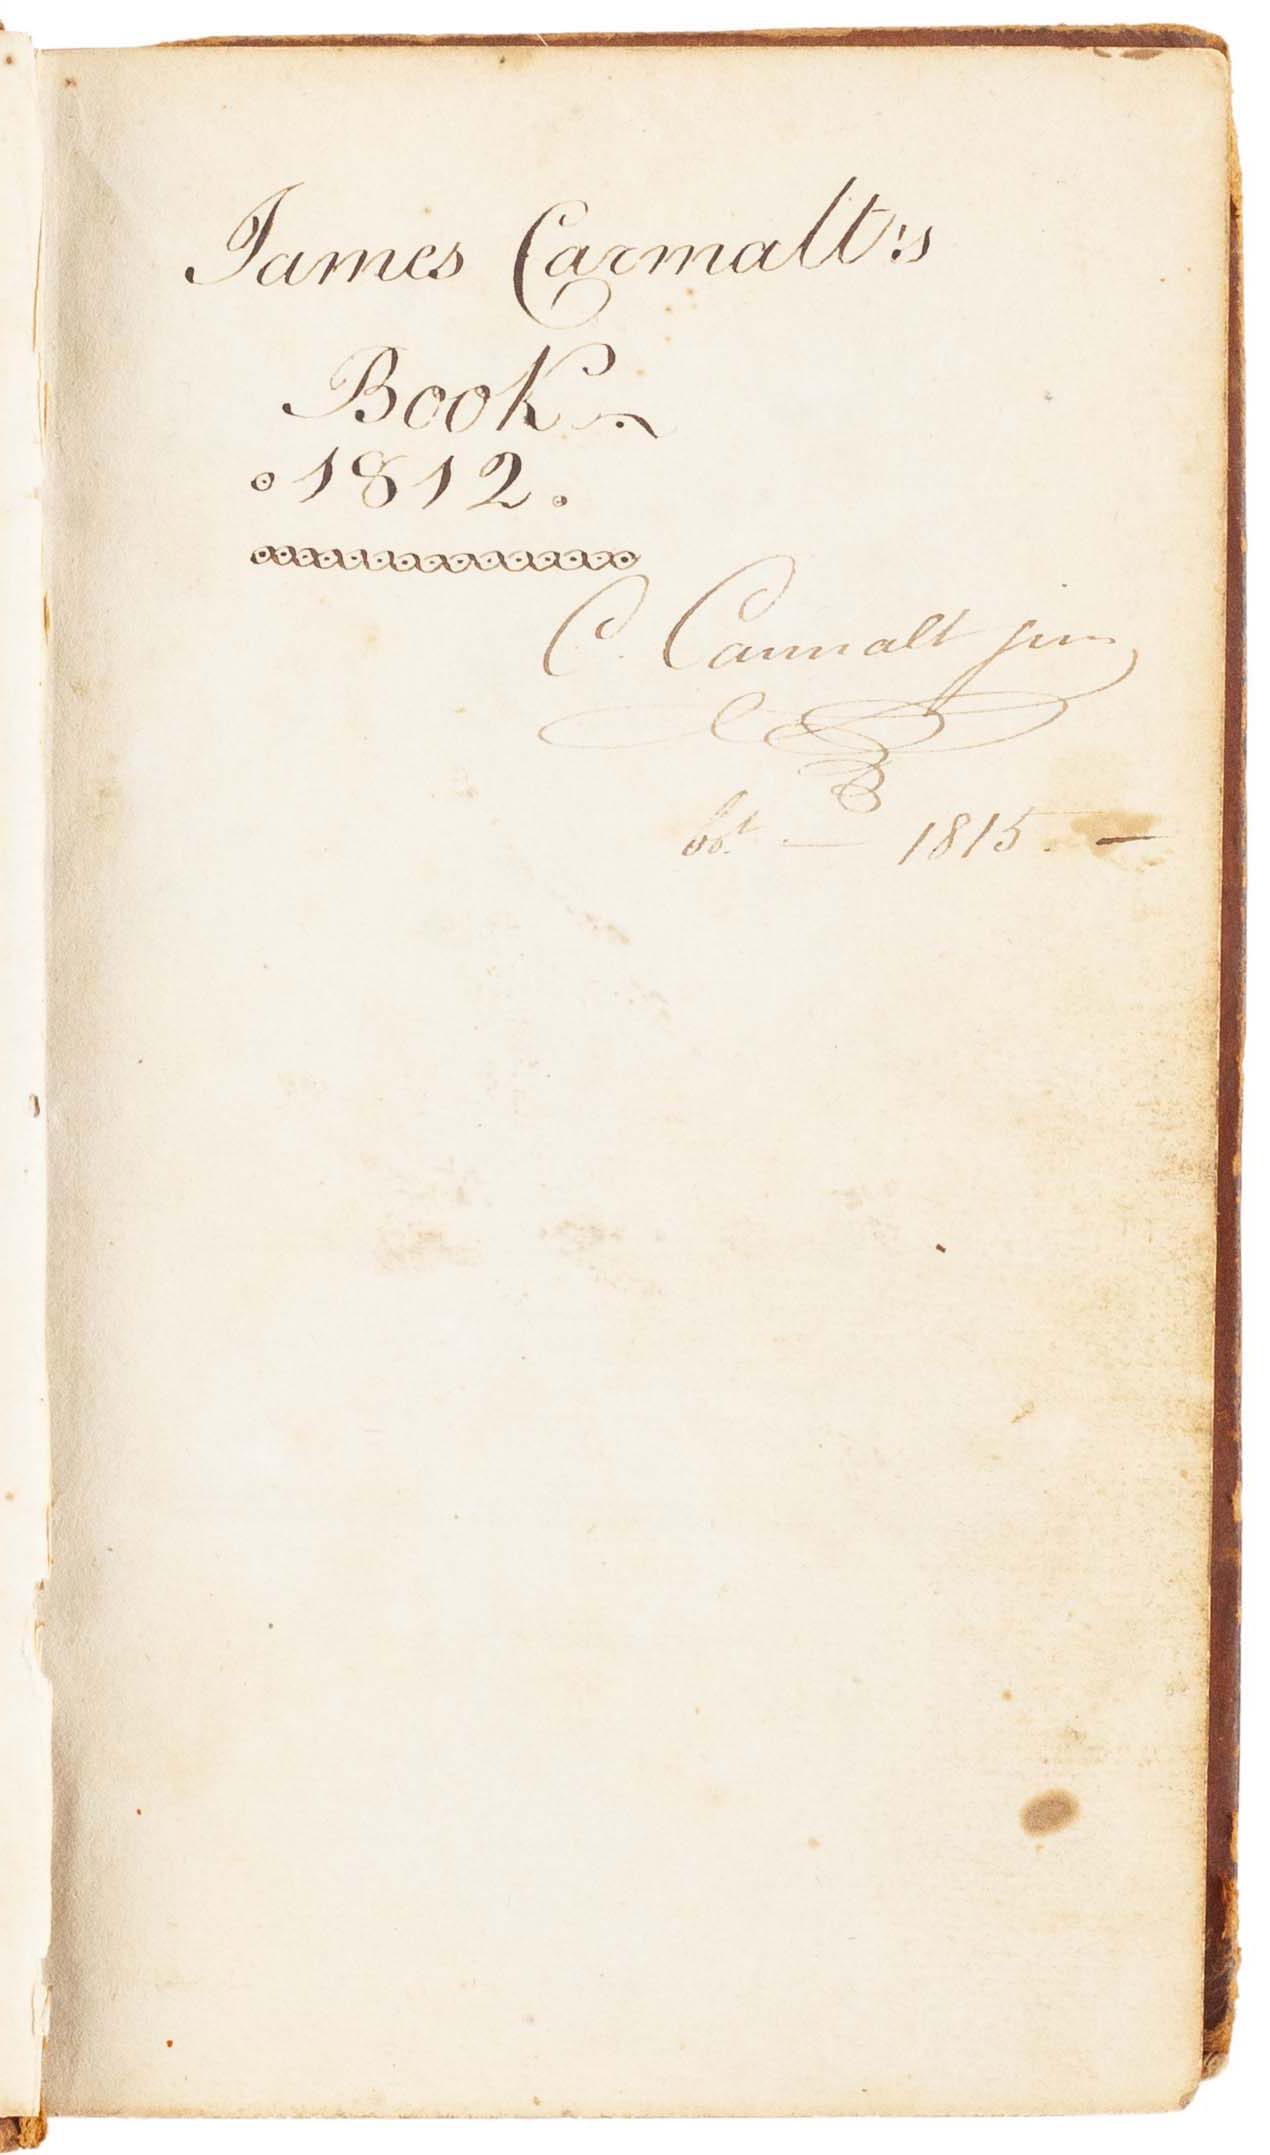 James Carmalt's
Book
1812.
C. Carmalt jun
1815. —